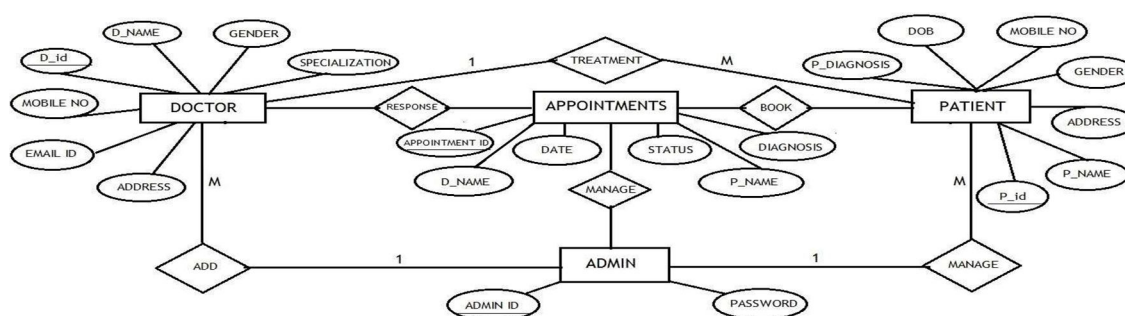 D_NAME
GENDER
D_id
SPECIALIZATION
MOBILE NO
DOCTOR
EMAIL ID
ADDRESS
1
TREATMENT
M
RESPONSE
APPOINTMENTS
BOOK
APPOINTMENT ID
DATE
STATUS
DIAGNOSIS
D_NAME
MANAGE
P_NAME
DOB
MOBILE NO
P_DIAGNOSIS
GENDER
PATIENT
ADDRESS
P_NAME
P_id
M
M
ADD
1
ADMIN
1
MANAGE
ADMIN ID
PASSWORD